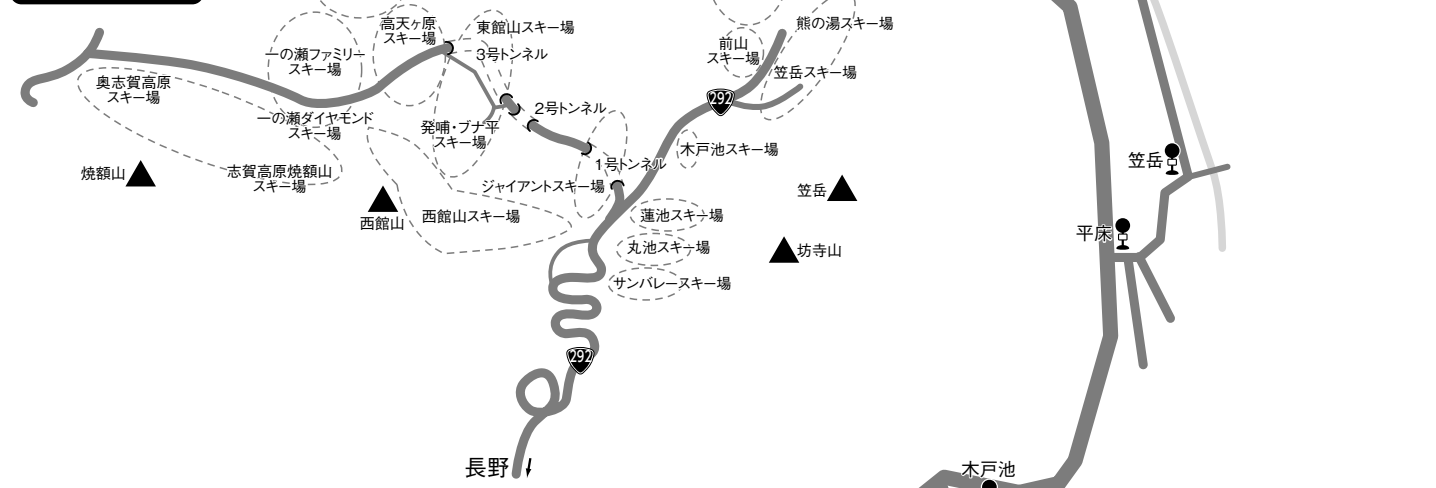 高天ヶ原
スキー場
東館山スキー場
3号トンネル
一の瀬ファミリー
スキー場
奥志賀高原
スキー場
一の瀬ダイヤモンド
スキー場
2号トンネル
発哺・ブナ平
スキー場
焼額山
志賀高原焼額山
スキー場
1号トンネル
ジャイアントスキー場
西館山
西館山スキー場
熊の湯スキー場
前山
スキー場
笠岳スキー場
292
木戸池スキー場
笠岳
蓮池スキー場
丸池スキー場
坊寺山
サンバレースキー場
292
長野
笠岳
平床
木戸池